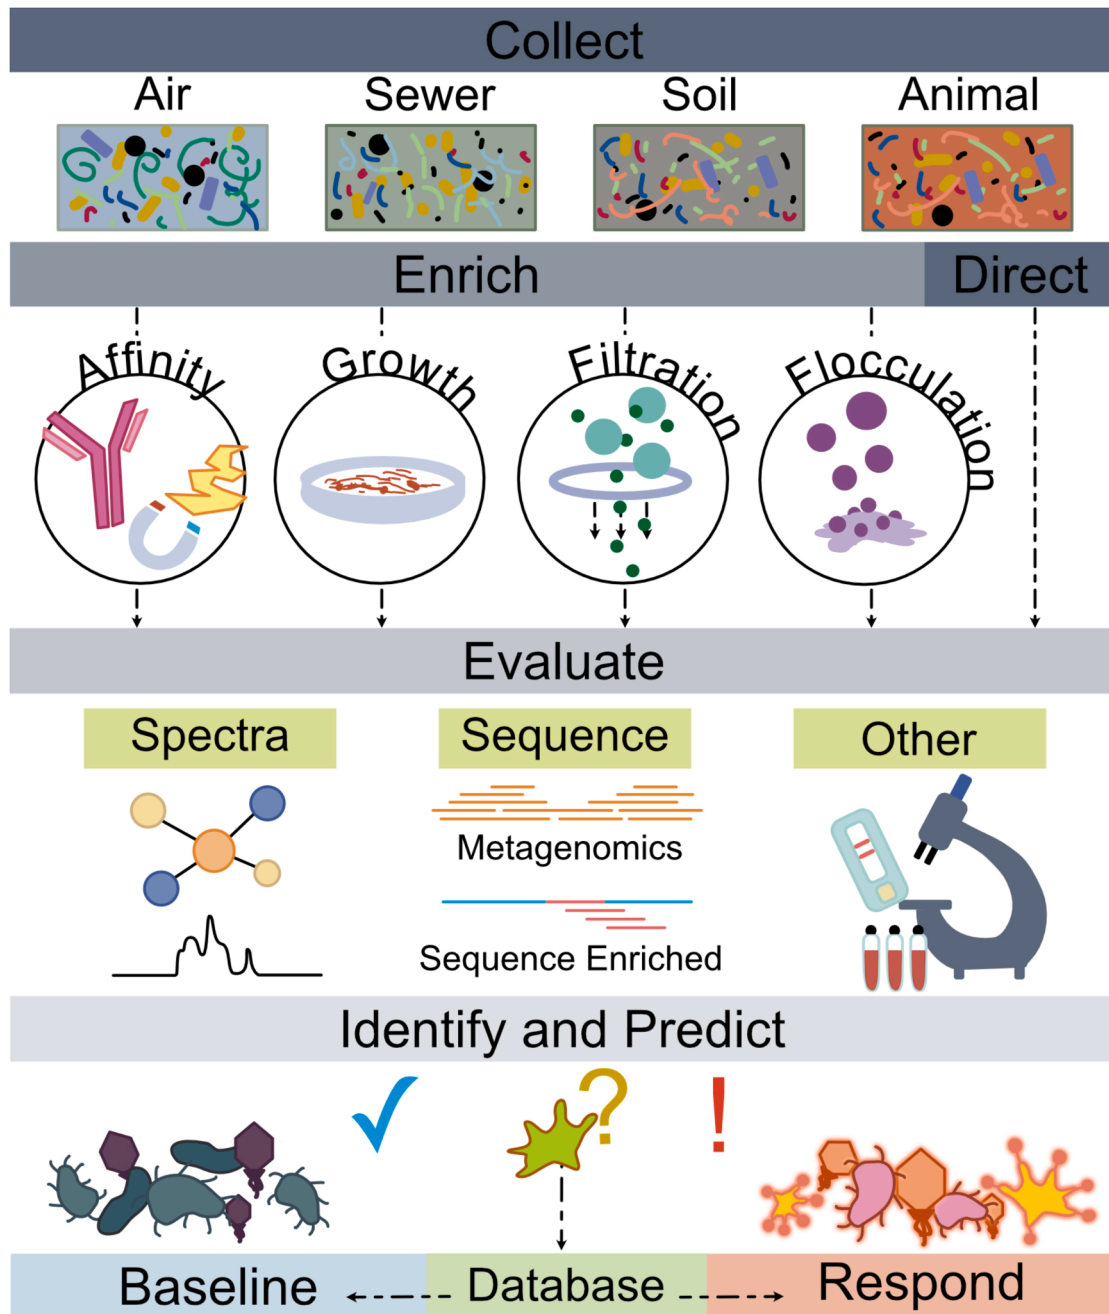 Collect
Air Sewer Soil Animal
Enrich Direct
Affinity Growth Filtration Flocculation
Evaluate
Spectra Sequence Other
Metagenomics
Sequence Enriched
Identify and Predict
?
!
Baseline Database Respond